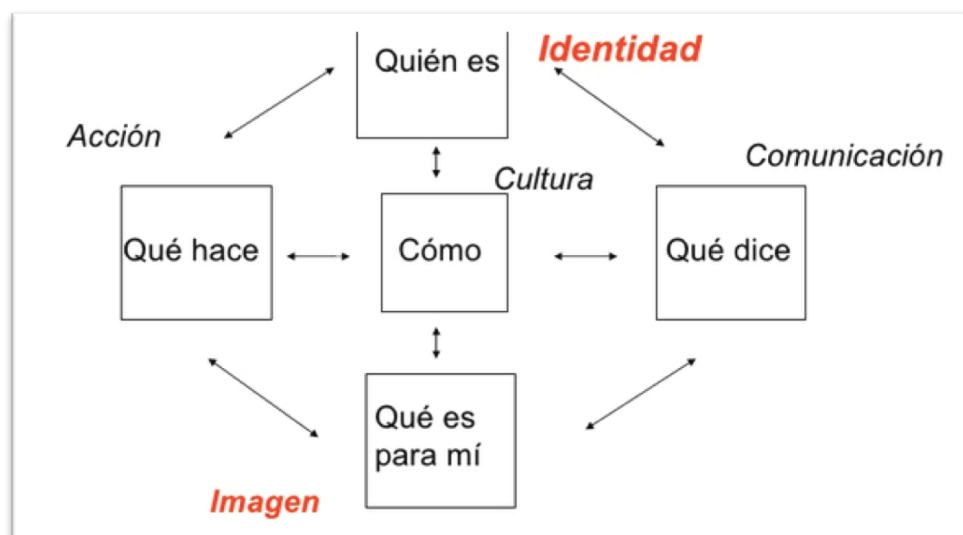 Quién es
Identidad
Acción
Comunicación
Cultura
Qué hace
Cómo
Qué dice
Qué es
para mí
Imagen